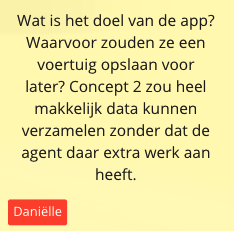 Wat is het doel van de app?
Waarvoor zouden ze een
voertuig opslaan voor
later? Concept 2 zou heel
makkelijk data kunnen
verzamelen zonder dat de
agent daar extra werk aan
heeft.
Daniëlle